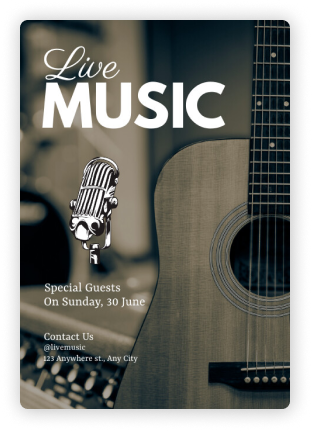 Live
MUSIC
Special Guests
On Sunday, 30 June
Contact Us
@livemusic
123 Anywhere st., Any City